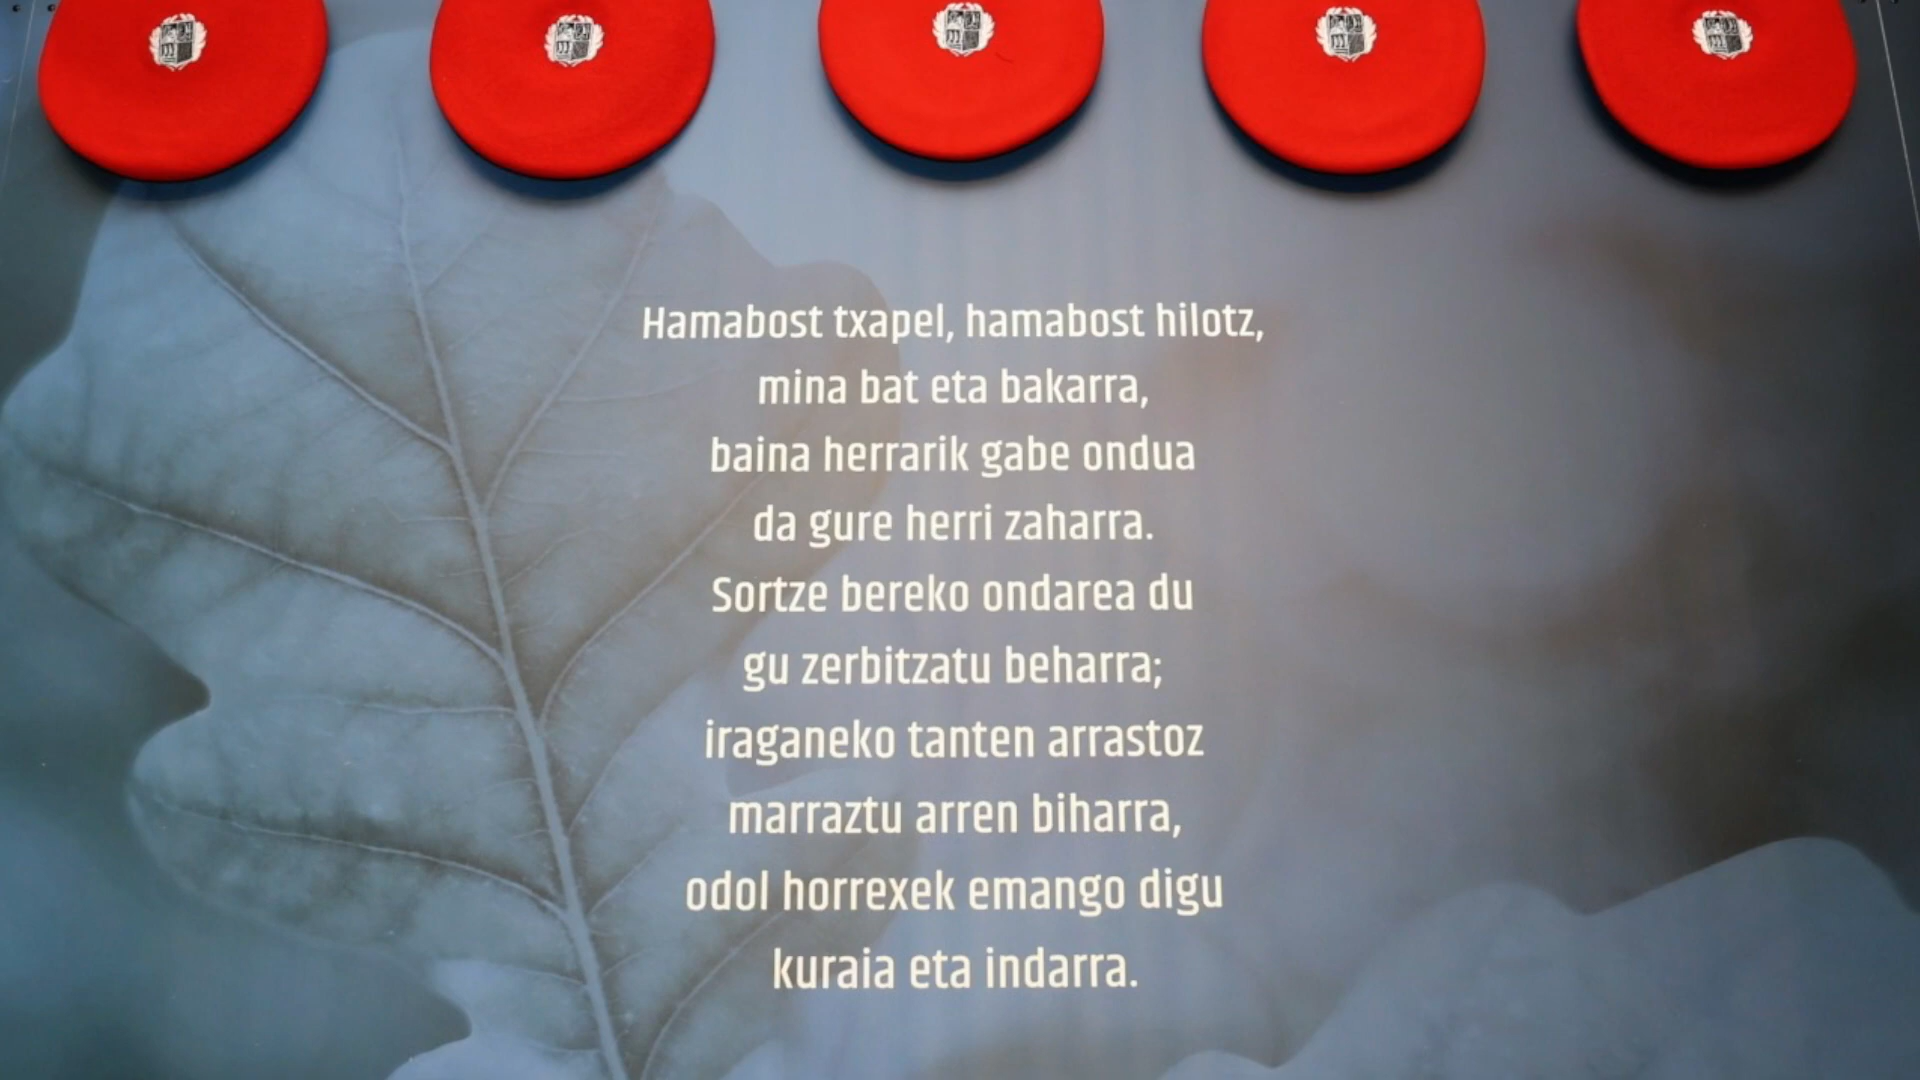 Hamabost txapel, hamabost hilotz,
mina bat eta bakarra,
baina herrarik gabe ondua
da gure herri zaharra.
Sortze bereko ondarea du
gu zerbitzatu beharra;
iraganeko tanten arrastoz
marraztu arren biharra,
odol horrexek emango digu
kuraia eta indarra.